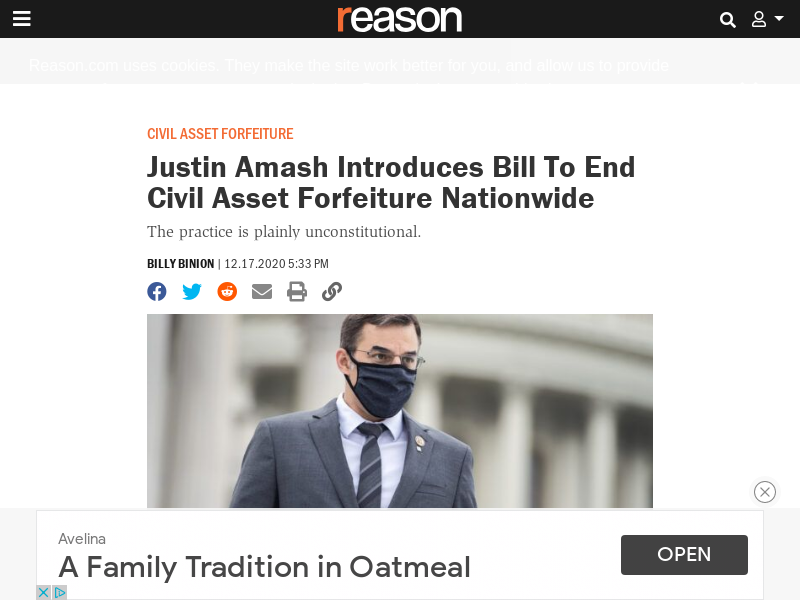 reason
Reason.com uses cookies. They make the site work better for you, and allow us to provide
CIVIL ASSET FORFEITURE
Justin Amash Introduces Bill To End
Civil Asset Forfeiture Nationwide
The practice is plainly unconstitutional.
BILLY BINION | 12.17.2020 5:33 PM
Avelina
A Family Tradition in Oatmeal
OPEN